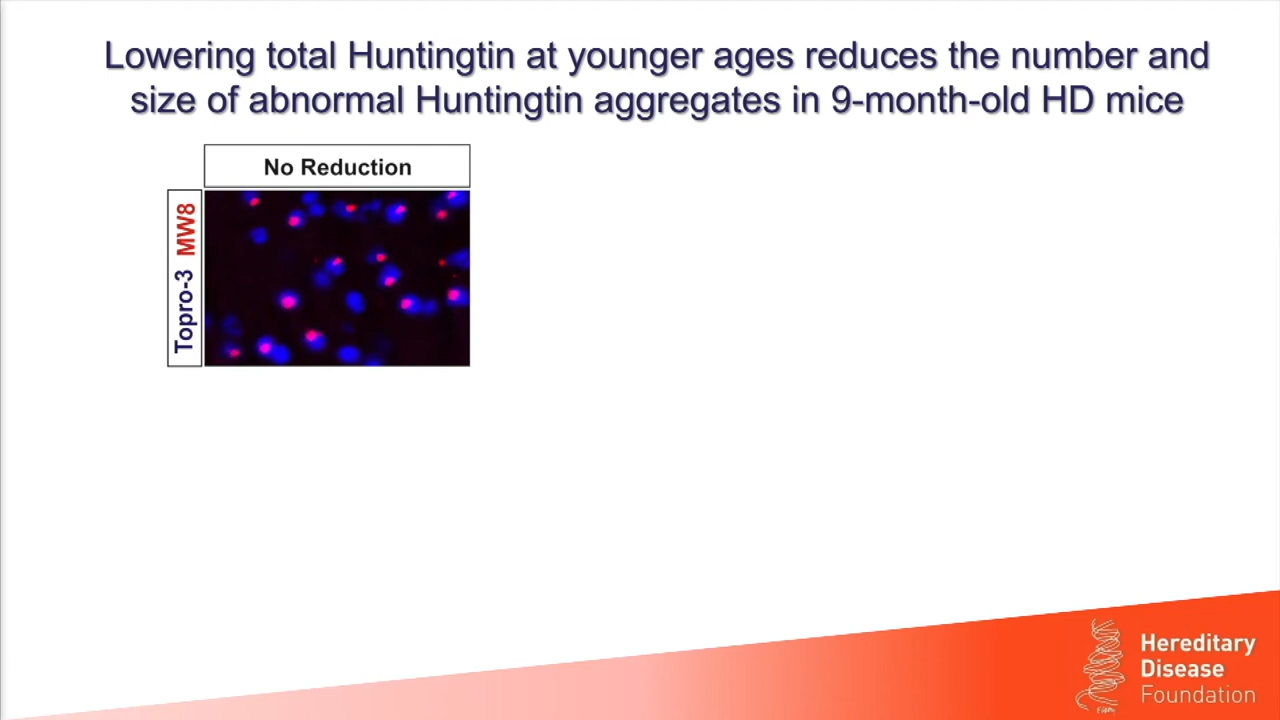 Lowering total Huntingtin at younger ages reduces the number and
size of abnormal Huntingtin aggregates in 9-month-old HD mice
No Reduction
Topro-3 MW8
Hereditary
Disease
Foundation